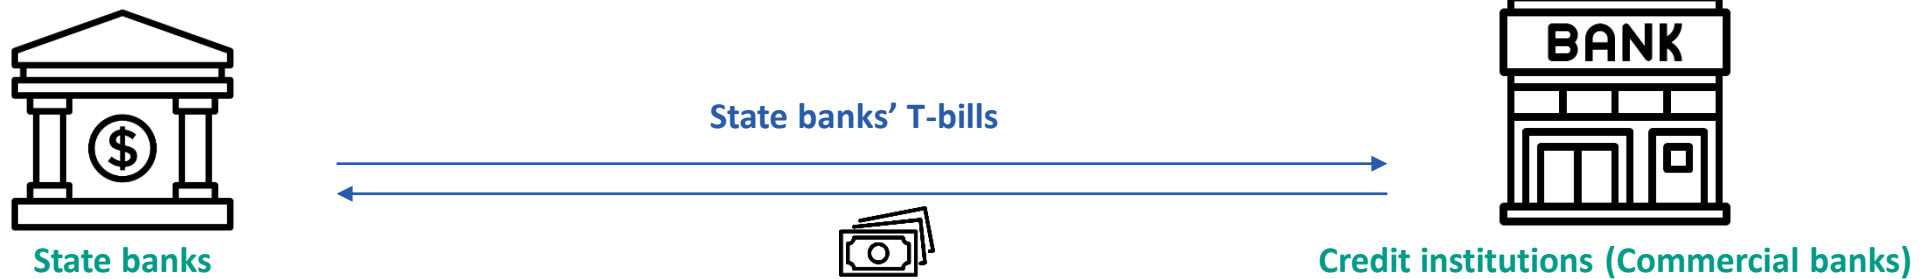 BANK
State banks’ T-bills
$
State banks
Credit institutions (Commercial banks)